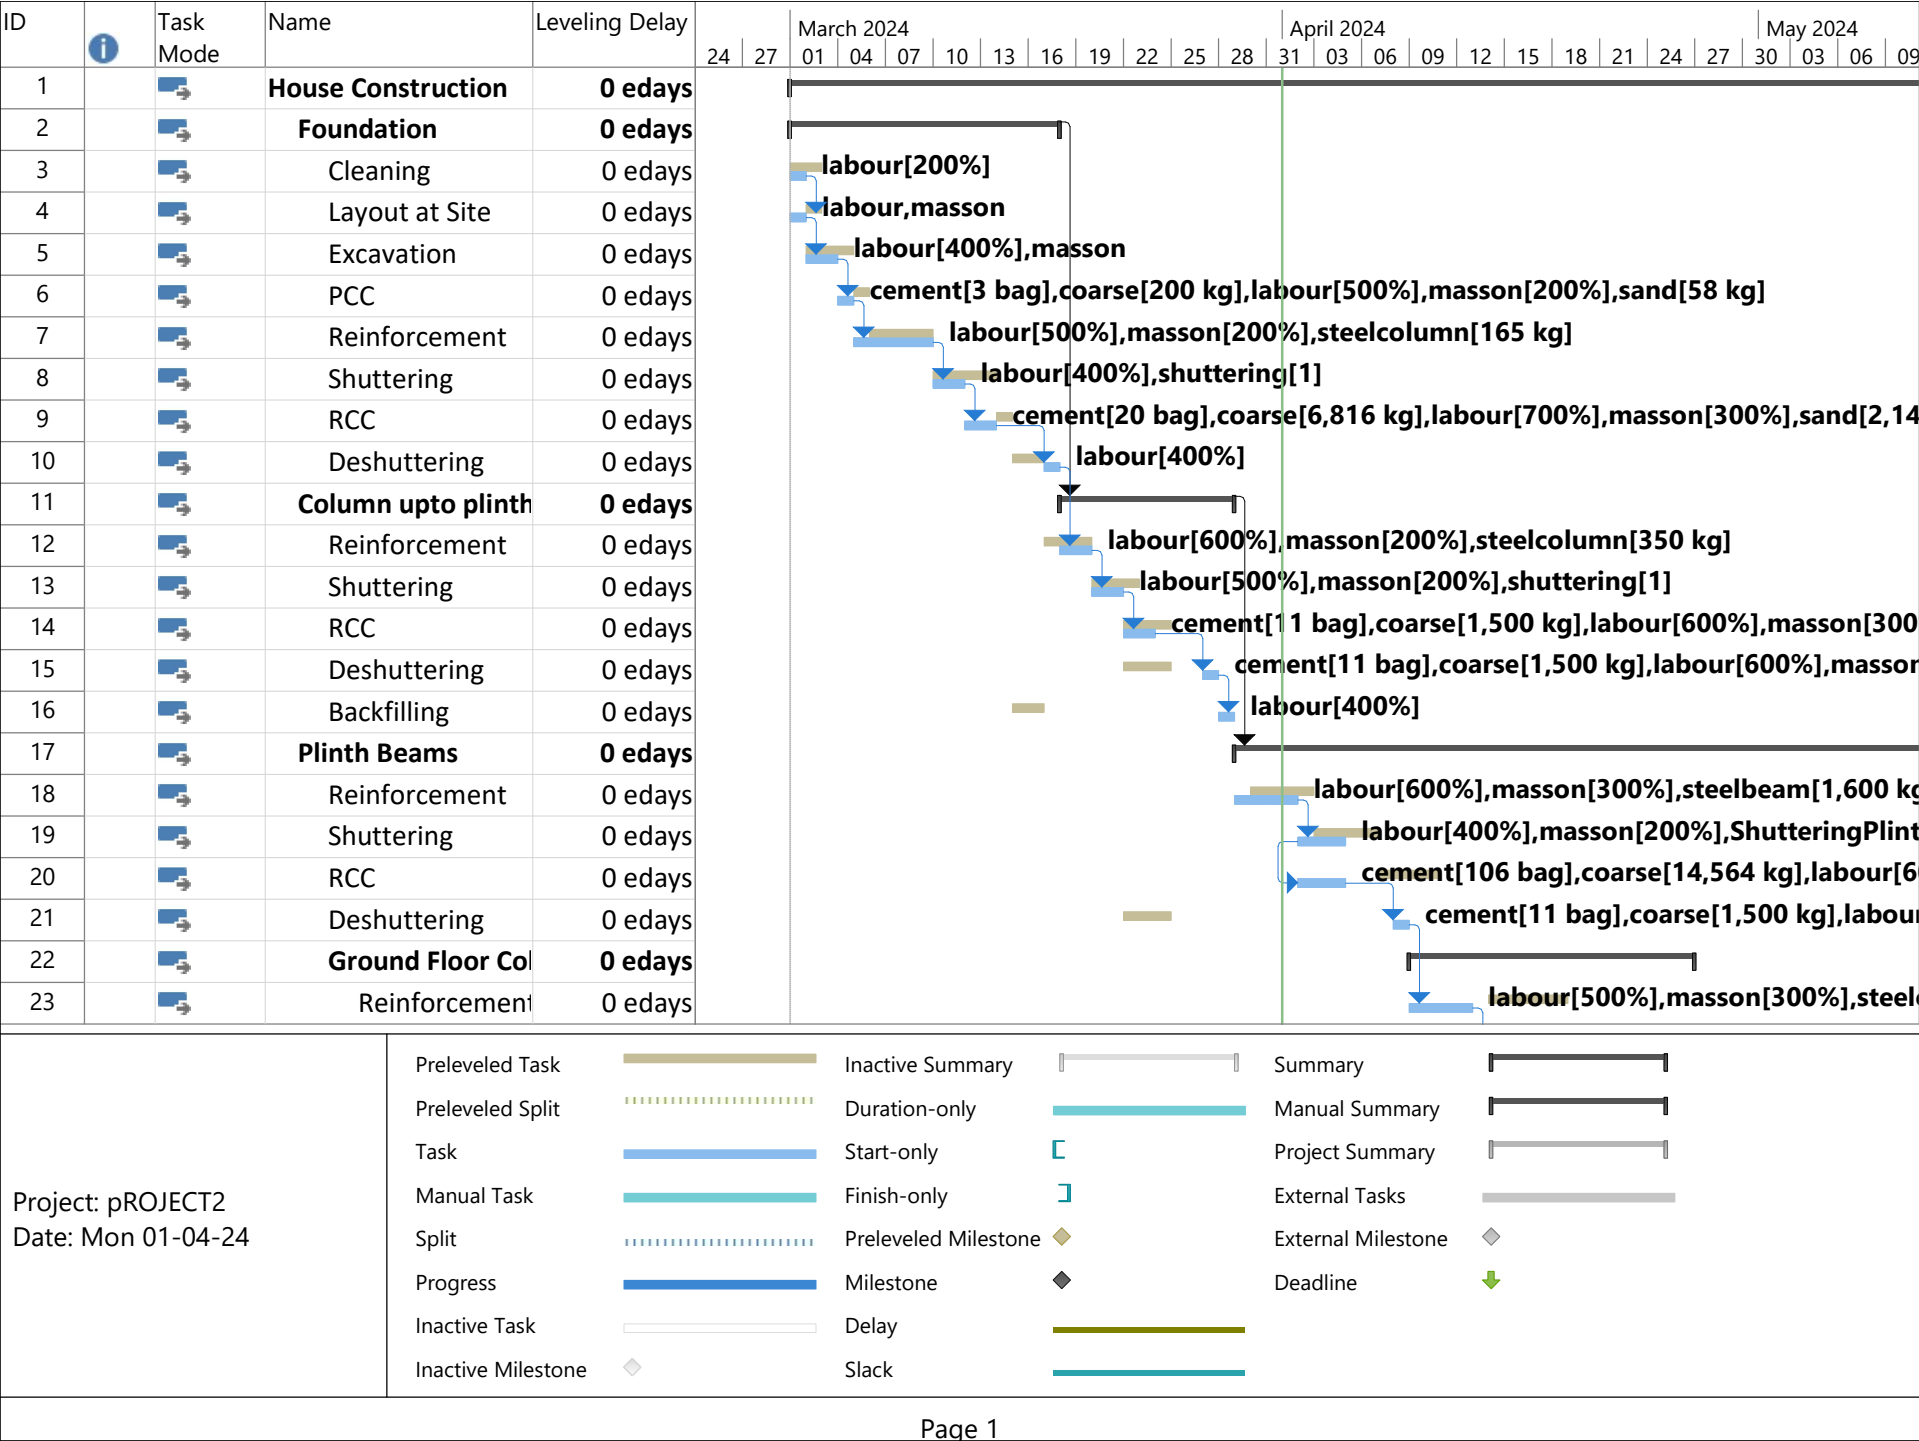 ID Task Mode Name Leveling Delay
March 2024 April 2024 May 2024
24 27 01 04 07 10 13 16 19 22 25 28 31 03 06 09 12 15 18 21 24 27 30 03 06 09
1 House Construction 0 edays
2 Foundation 0 edays
3 Cleaning 0 edays labour[200%]
4 Layout at Site 0 edays labour,masson
5 Excavation 0 edays labour[400%],masson
6 PCC 0 edays cement[3 bag],coarse[200 kg],labour[500%],masson[200%],sand[58 kg]
7 Reinforcement 0 edays labour[500%],masson[200%],steelcolumn[165 kg]
8 Shuttering 0 edays labour[400%],shuttering[1]
9 RCC 0 edays cement[20 bag],coarse[6,816 kg],labour[700%],masson[300%],sand[2,14
10 Deshuttering 0 edays labour[400%]
11 Column upto plinth 0 edays
12 Reinforcement 0 edays labour[600%],masson[200%],steelcolumn[350 kg]
13 Shuttering 0 edays labour[500%],masson[200%],shuttering[1]
14 RCC 0 edays cement[11 bag],coarse[1,500 kg],labour[600%],masson[300
15 Deshuttering 0 edays cement[11 bag],coarse[1,500 kg],labour[600%],masson
16 Backfilling 0 edays labour[400%]
17 Plinth Beams 0 edays
18 Reinforcement 0 edays labour[600%],masson[300%],steelbeam[1,600 kg
19 Shuttering 0 edays labour[400%],masson[200%],ShutteringPlint
20 RCC 0 edays cement[106 bag],coarse[14,564 kg],labour[6
21 Deshuttering 0 edays cement[11 bag],coarse[1,500 kg],labour
22 Ground Floor Col 0 edays
23 Reinforcement 0 edays labour[500%],masson[300%],steel
Project: pROJECT2
Date: Mon 01-04-24
Preleveled Task Inactive Summary Summary
Preleveled Split Duration-only Manual Summary
Task Start-only Project Summary
Manual Task Finish-only External Tasks
Split Preleveled Milestone External Milestone
Progress Milestone Deadline
Inactive Task Delay
Inactive Milestone Slack
Page 1